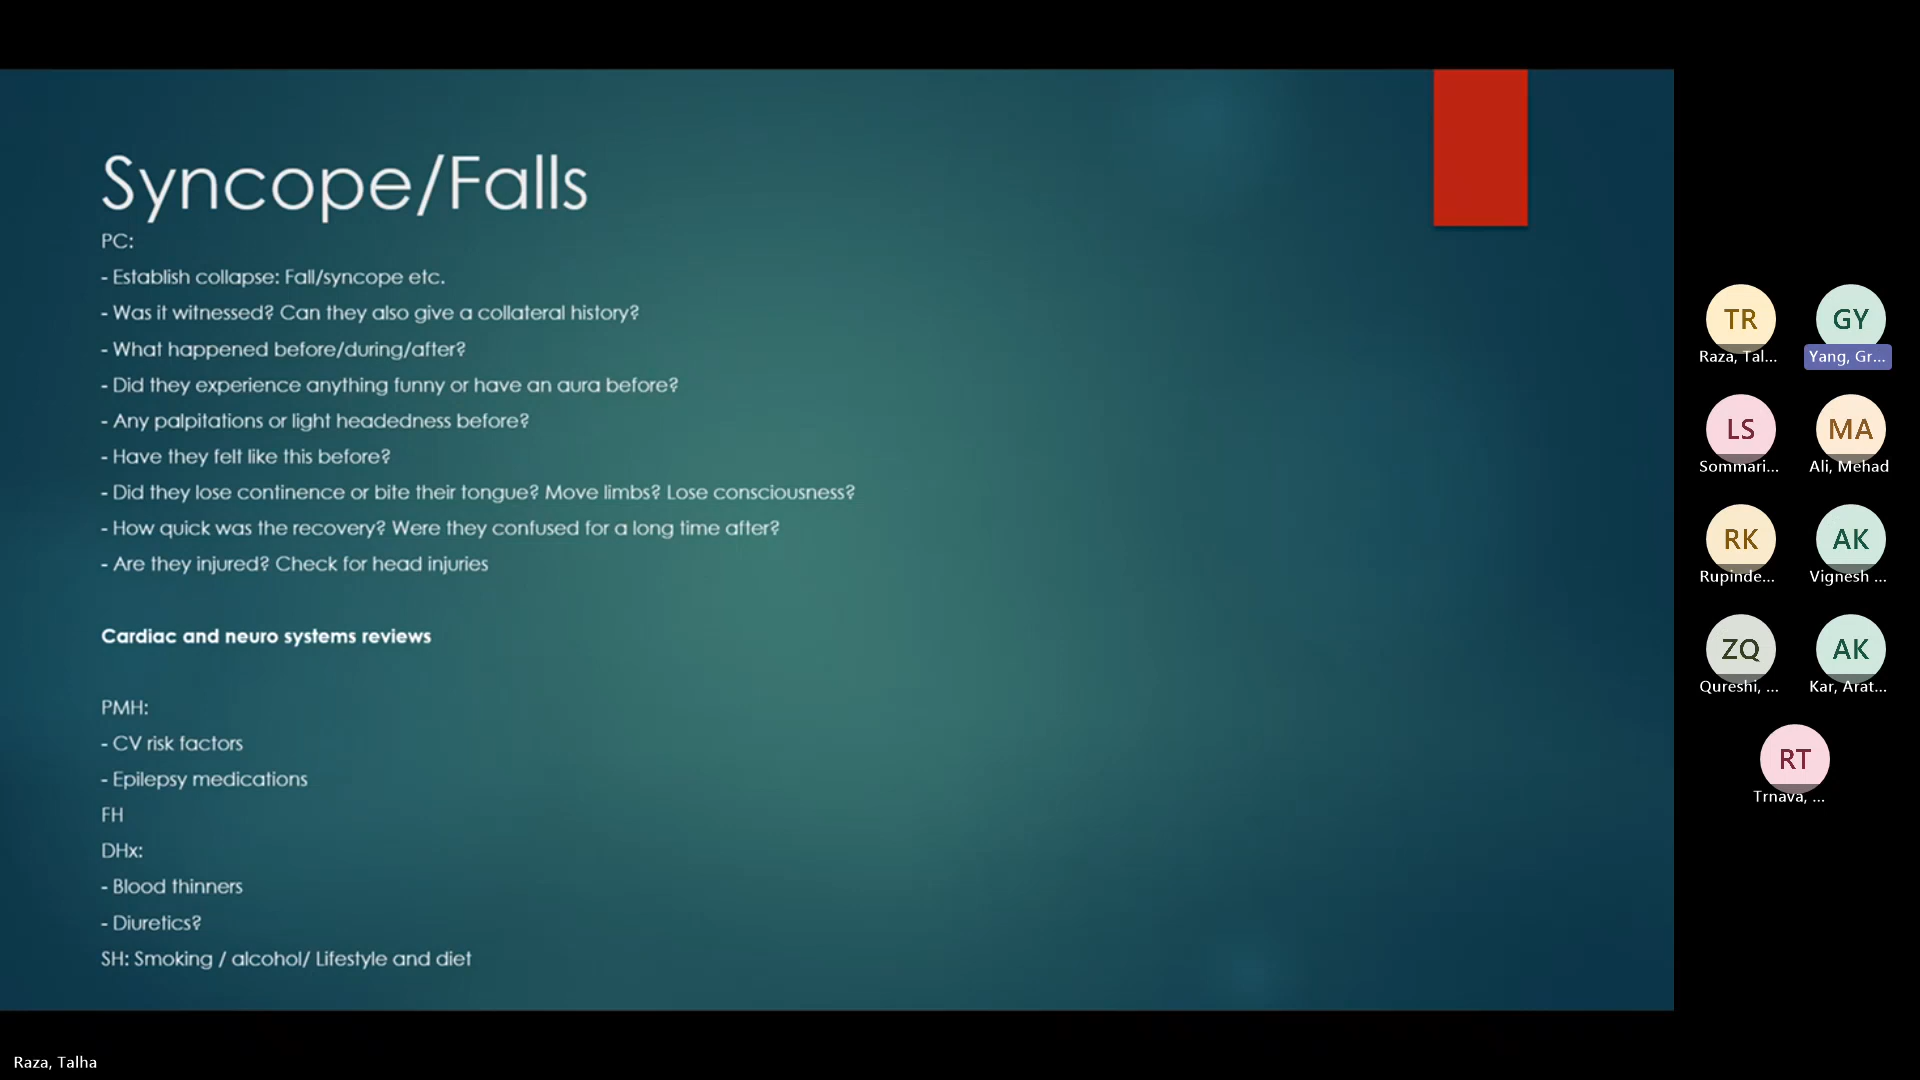 Syncope/Falls
PC:
- Establish collapse: Fall/syncope etc.
- Was it witnessed? Can they also give a collateral history?
- What happened before/during/after?
- Did they experience anything funny or have an aura before?
- Any palpitations or light headedness before?
- Have they felt like this before?
- Did they lose continence or bite their tongue? Move limbs? Lose consciousness?
- How quick was the recovery? Were they confused for a long time after?
- Are they injured? Check for head injuries
Cardiac and neuro systems reviews
PMH:
- CV risk factors
- Epilepsy medications
FH
DHx:
- Blood thinners
- Diuretics?
SH: Smoking / alcohol/ Lifestyle and diet
TR
Raza, Tal...
GY
Yang, Gr...
LS
Sommari...
MA
Ali, Mehad
RK
Rupinde...
AK
Vignesh ...
ZQ
Qureshi, ...
AK
Kar, Arat...
RT
Trnava, ...
Raza, Talha